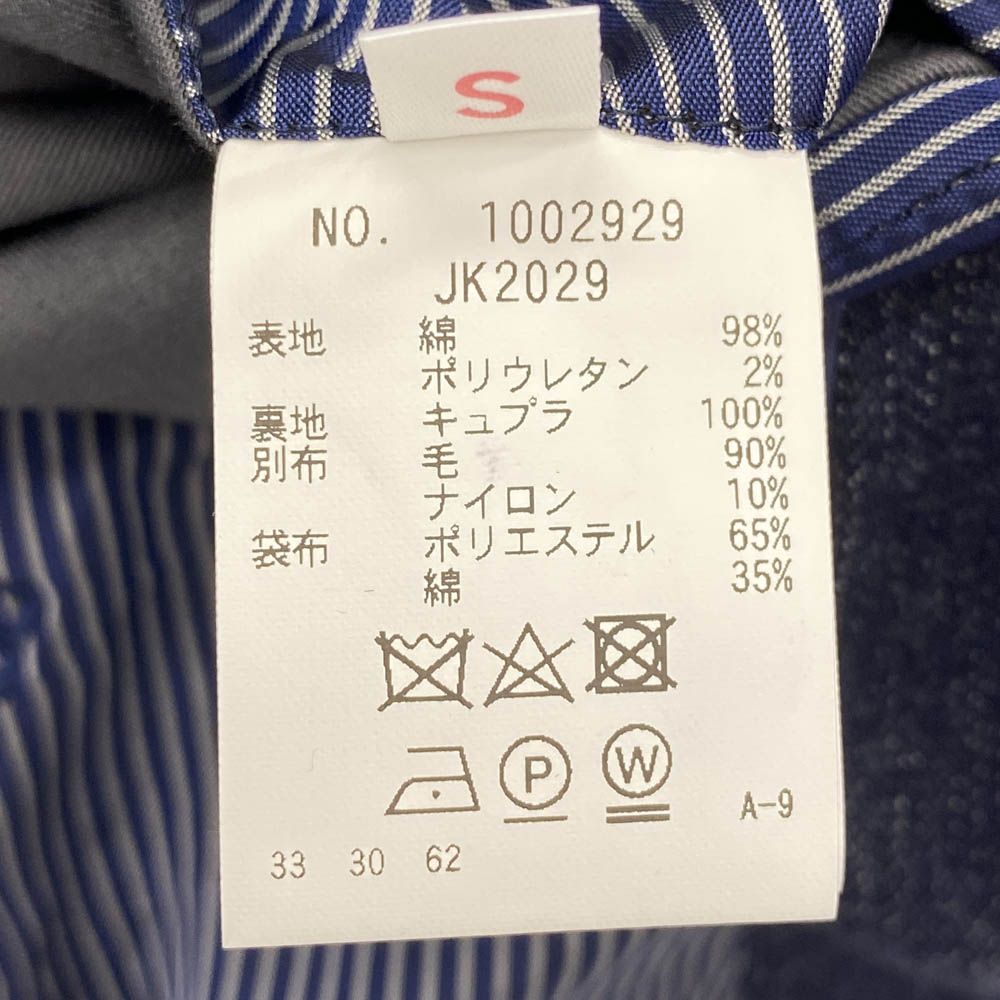 S
NO. 1002929
JK2029
表地 綿 98%
ポリウレタン 2%
裏地 キュプラ 100%
別布 毛 90%
ナイロン 10%
袋布 ポリエステル 65%
綿 35%
P W
A-9
33 30 62